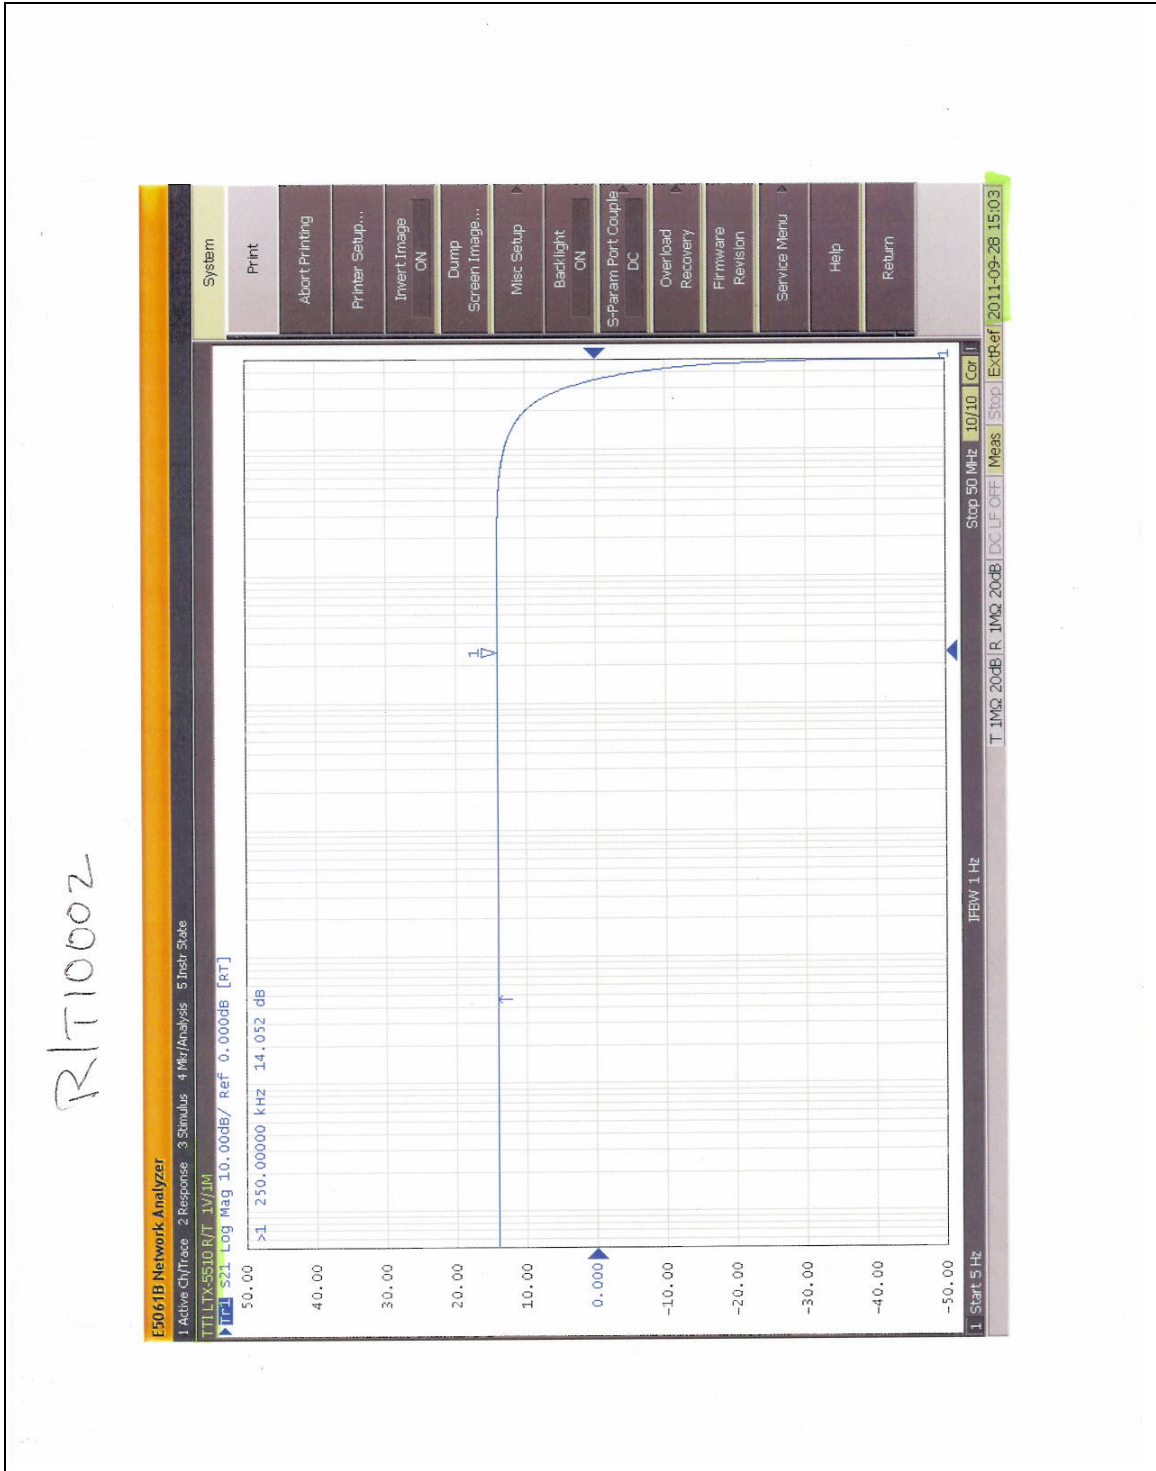 R/T1002
E5061B Network Analyzer
1 Active Ch/Trace 2 Response 3 Stimulus 4 Mkr/Analysis 5 Instr State
TTI LTX-5510 R/T 1V/1M
Tr1 S21 Log Mag 10.00dB/ Ref 0.000dB [RT]
>1 250.00000 kHz 14.052 dB
50.00
40.00
30.00
20.00
10.00
0.000
-10.00
-20.00
-30.00
-40.00
-50.00
1
1
1 Start 5 Hz
IFBW 1 Hz
Stop 50 MHz 10/10 Cor
T 1MΩ 20dB R 1MΩ 20dB DC LF OFF Meas Stop ExtRef 2011-09-28 15:03
System
Print
Abort Printing
Printer Setup...
Invert Image
ON
Dump
Screen Image...
Misc Setup
Backlight
ON
S-Param Port Couple
DC
Overload
Recovery
Firmware
Revision
Service Menu
Help
Return